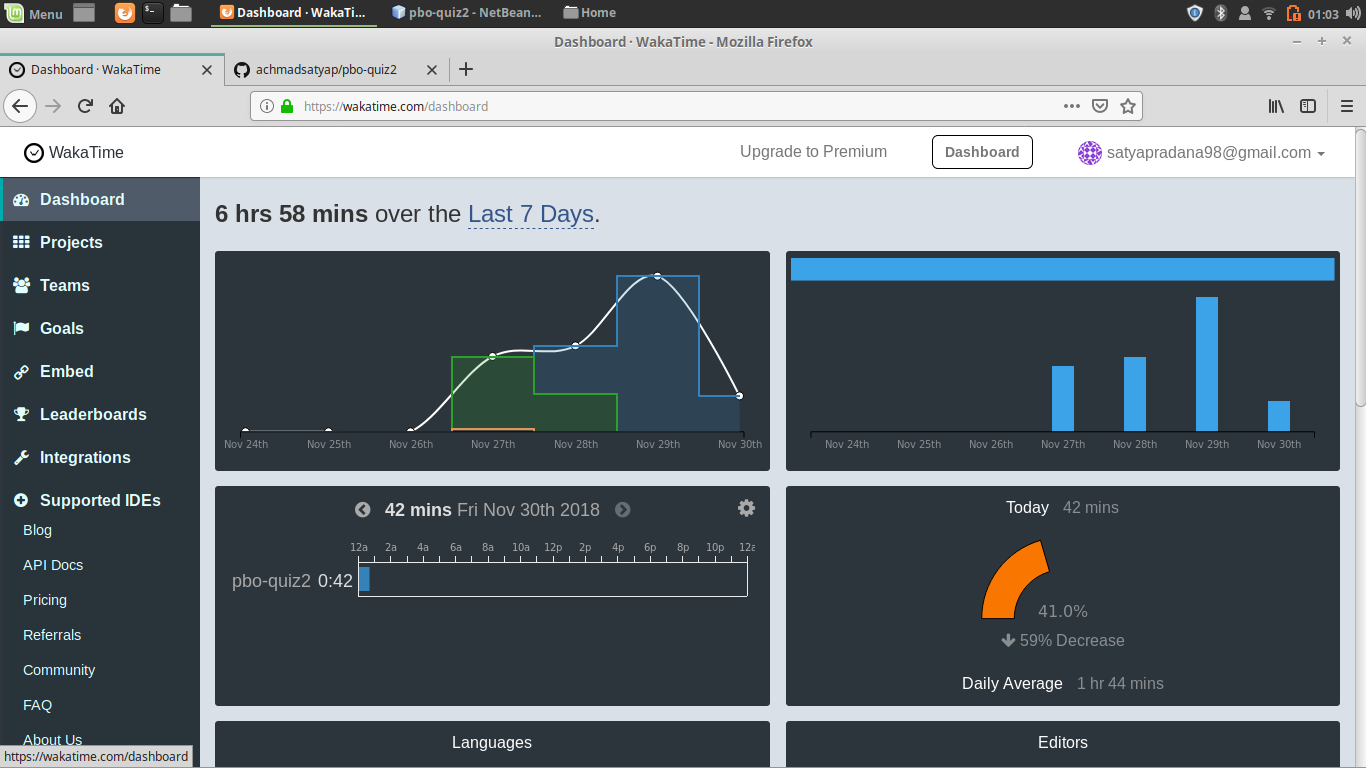 Menu
Dashboard · WakaTi...
pbo-quiz2 - NetBean...
Home
01:03
Dashboard · WakaTime - Mozilla Firefox
Dashboard · WakaTime
achmadsatyap/pbo-quiz2
https://wakatime.com/dashboard
WakaTime
Upgrade to Premium
Dashboard
satyapradana98@gmail.com
Dashboard
Projects
Teams
Goals
Embed
Leaderboards
Integrations
Supported IDEs
Blog
API Docs
Pricing
Referrals
Community
FAQ
About Us
https://wakatime.com/dashboard
6 hrs 58 mins over the Last 7 Days.
Nov 24th Nov 25th Nov 26th Nov 27th Nov 28th Nov 29th Nov 30th
Nov 24th Nov 25th Nov 26th Nov 27th Nov 28th Nov 29th Nov 30th
42 mins Fri Nov 30th 2018
12a 2a 4a 6a 8a 10a 12p 2p 4p 6p 8p 10p 12a
pbo-quiz2 0:42
Today 42 mins
41.0%
59% Decrease
Daily Average 1 hr 44 mins
Languages
Editors